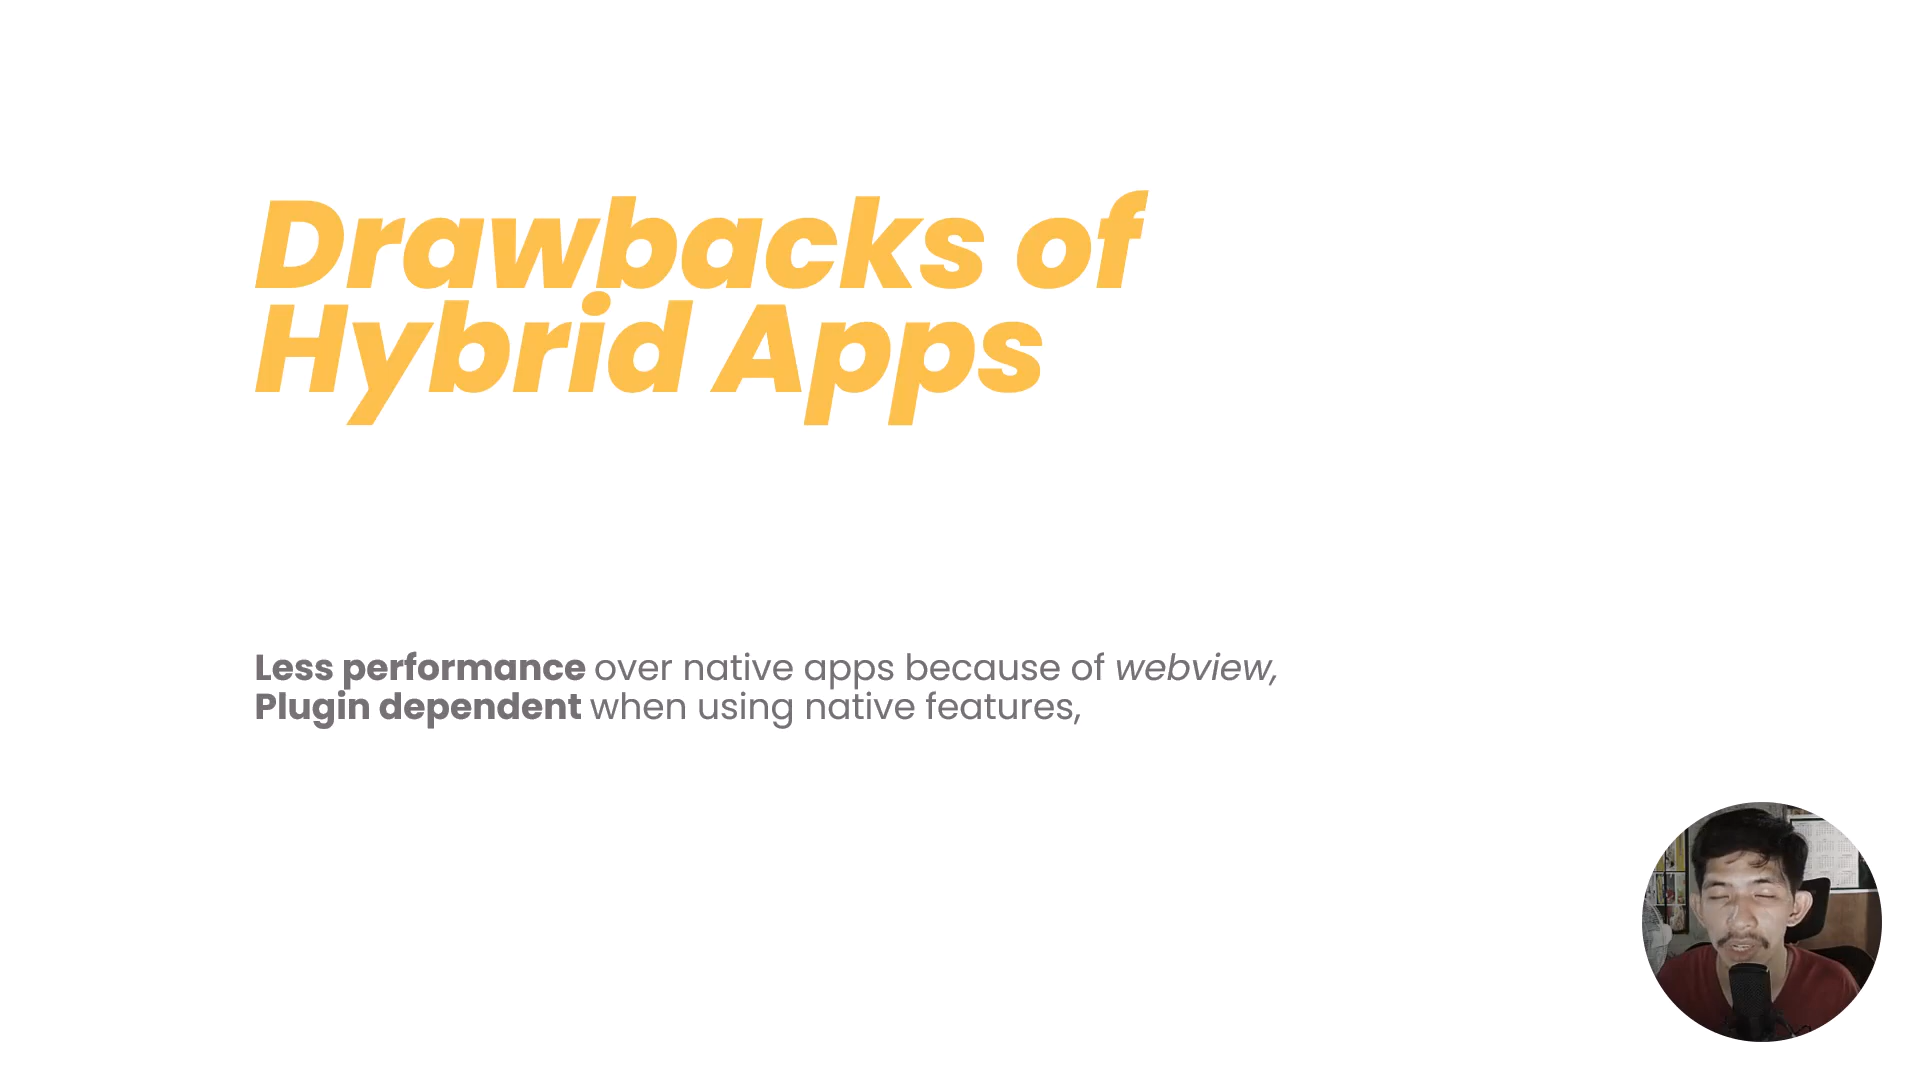 Drawbacks of
Hybrid Apps
Less performance over native apps because of webview,
Plugin dependent when using native features,